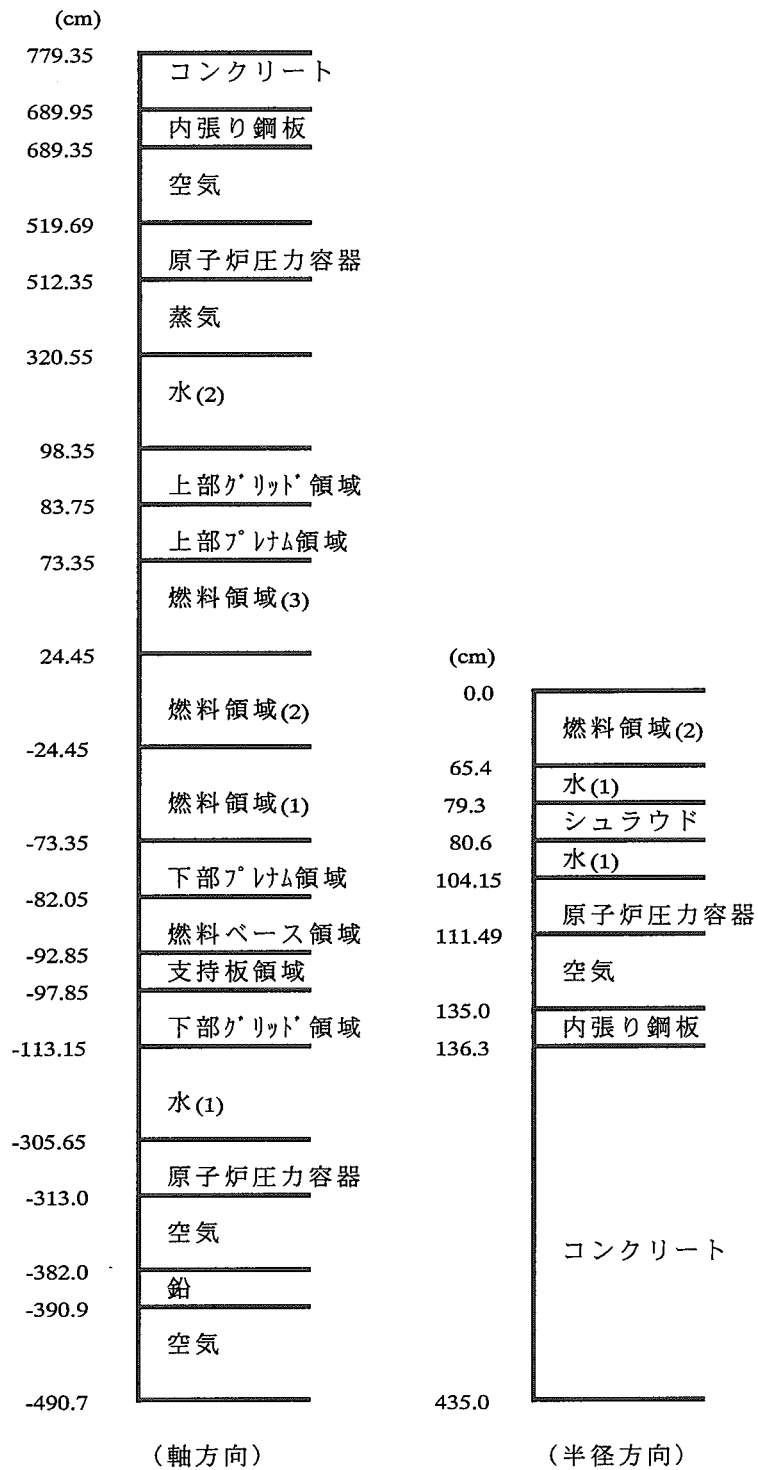 (cm)
779.35
コンクリート
689.95
内張り鋼板
689.35
空気
519.69
原子炉圧力容器
512.35
蒸気
320.55
水(2)
98.35
上部グリッド領域
83.75
上部プレナム領域
73.35
燃料領域(3)
24.45
燃料領域(2)
-24.45
燃料領域(1)
-73.35
下部プレナム領域
-82.05
燃料ベース領域
-92.85
支持板領域
-97.85
下部グリッド領域
-113.15
水(1)
-305.65
原子炉圧力容器
-313.0
空気
-382.0
鉛
-390.9
空気
-490.7
(軸方向)
(cm)
0.0
燃料領域(2)
65.4
水(1)
79.3
シュラウド
80.6
水(1)
104.15
原子炉圧力容器
111.49
空気
135.0
内張り鋼板
136.3
コンクリート
435.0
(半径方向)